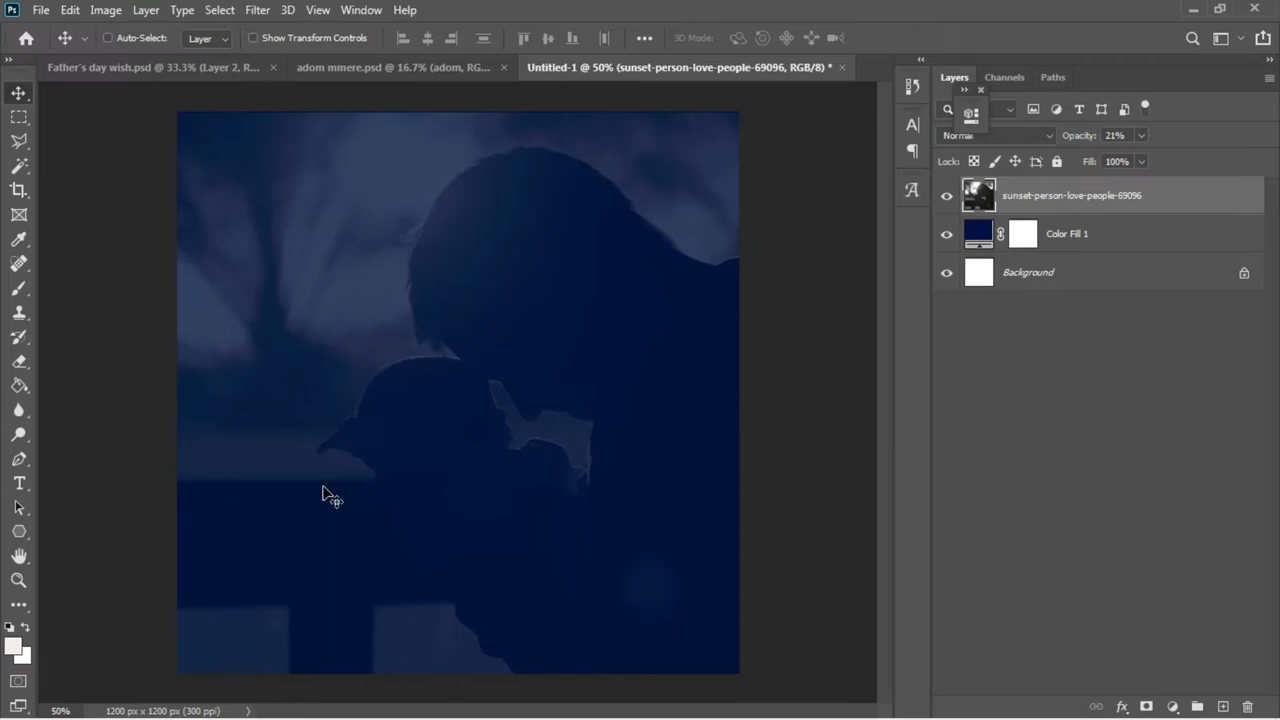 Ps File Edit Image Layer Type Select Filter 3D View Window Help
Auto-Select: Layer Show Transform Controls 3D Mode:
Father's day wish.psd @ 33.3% (Layer 2, R... × adom mmere.psd @ 16.7% (adom, RG... × Untitled-1 @ 50% (sunset-person-love-people-69096, RGB/8) * ×
Layers Channels Paths
Normal Opacity: 21%
Lock: Fill: 100%
sunset-person-love-people-69096
Color Fill 1
Background
50% 1200 px x 1200 px (300 ppi)